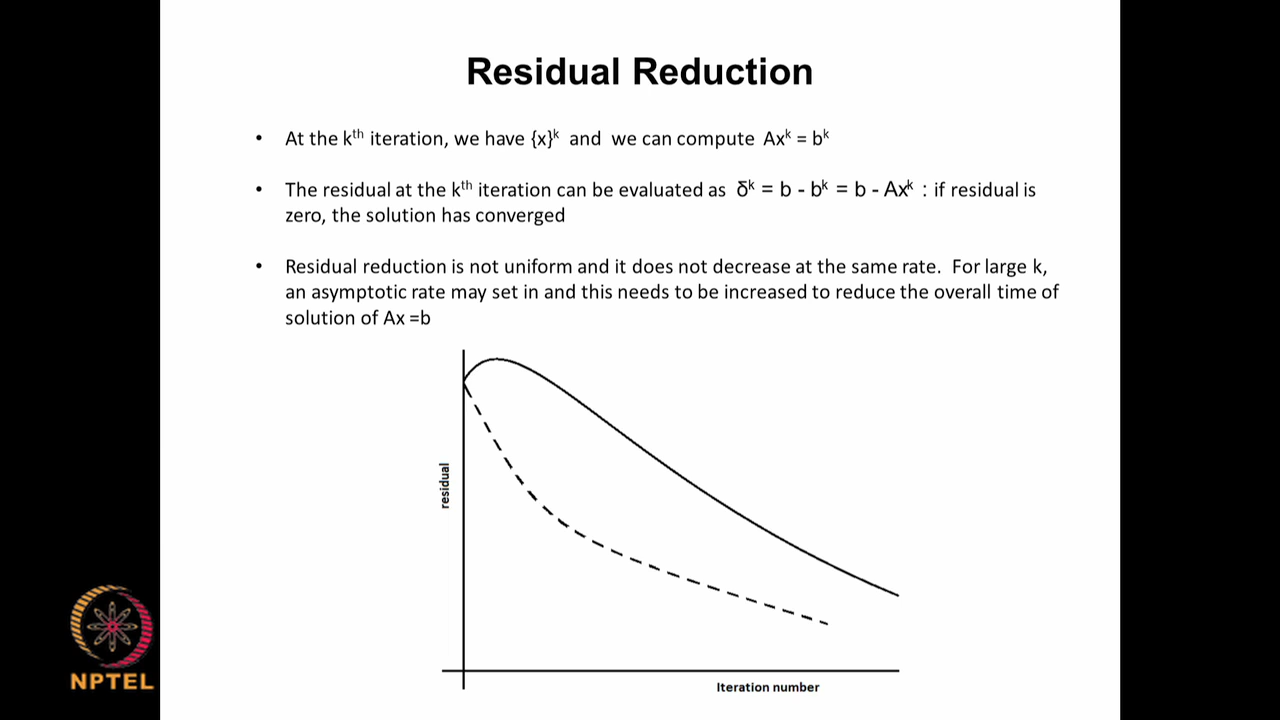 Residual Reduction
• At the kth iteration, we have {x}k and we can compute Axk = bk
• The residual at the kth iteration can be evaluated as δk = b - bk = b - Axk : if residual is
zero, the solution has converged
• Residual reduction is not uniform and it does not decrease at the same rate. For large k,
an asymptotic rate may set in and this needs to be increased to reduce the overall time of
solution of Ax =b
residual
Iteration number
NPTEL